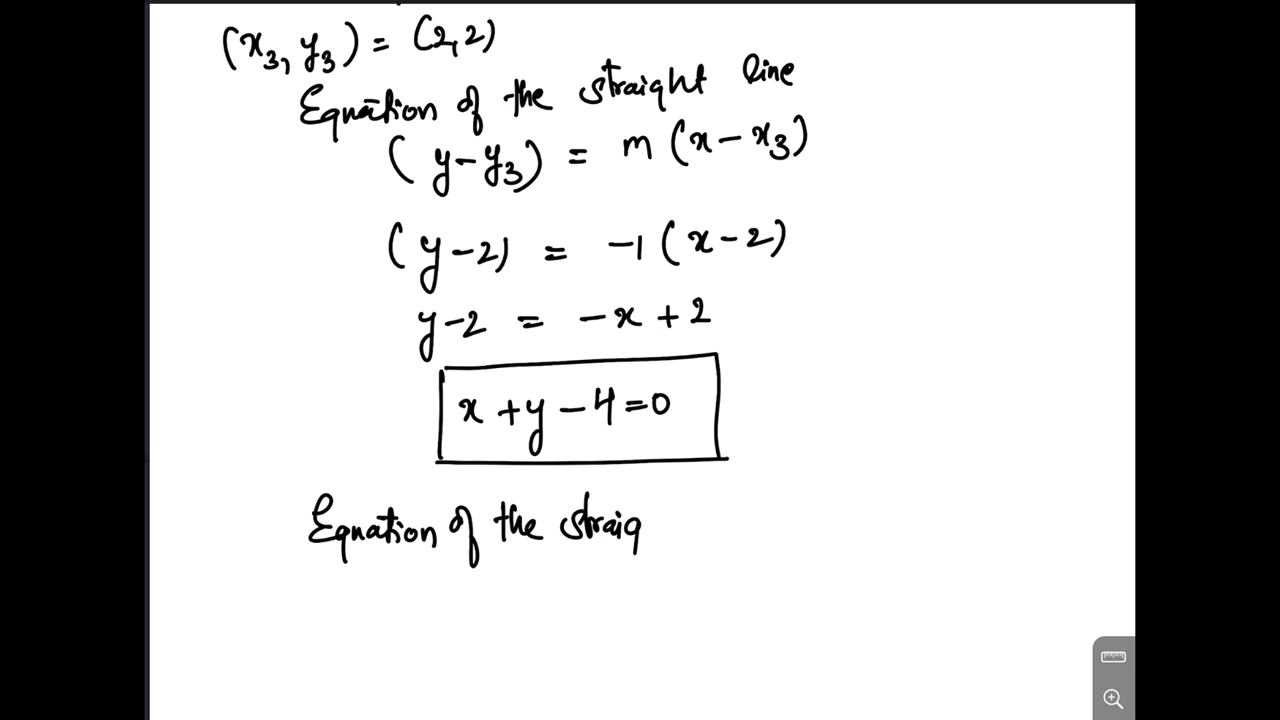 (x₃, y₃) = (2,2)
Equation of the straight line
(y-y₃) = m(x-x₃)
(y-2) = -1(x-2)
y-2 = -x+2
x+y-4=0
Equation of the straig